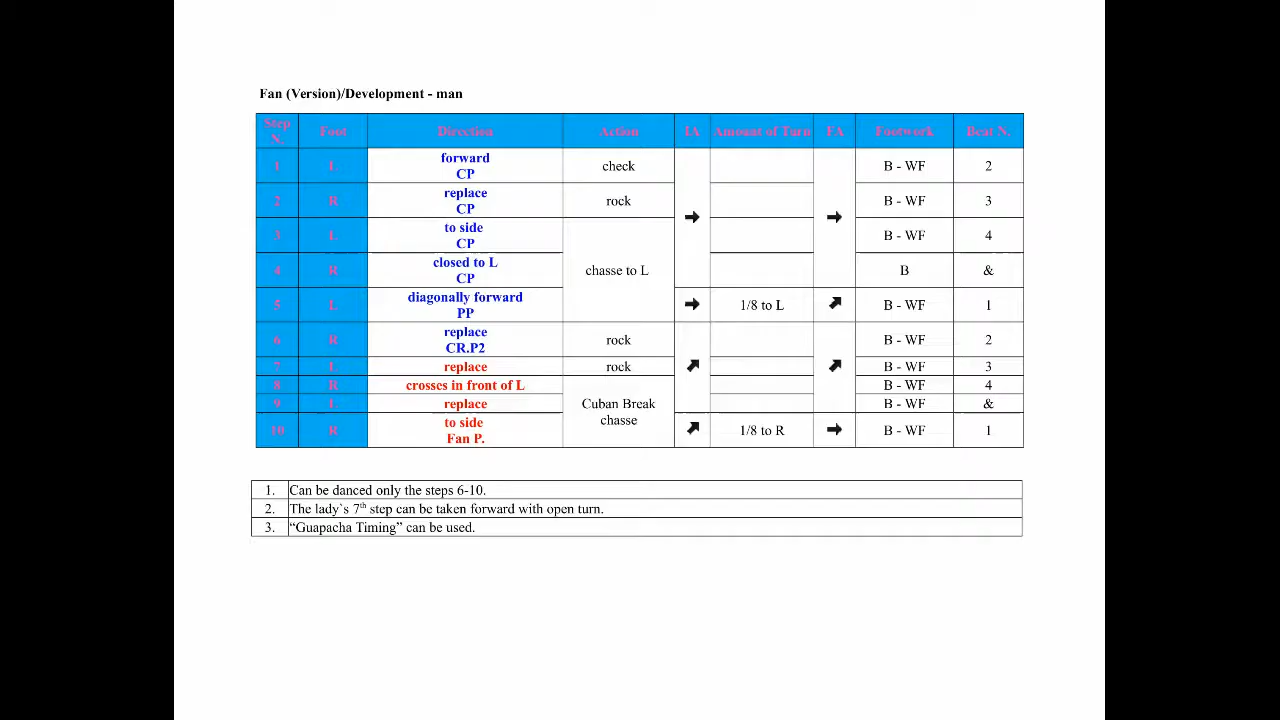 Fan (Version)/Development - man
Step N. Foot Direction Action IA Amount of Turn FA Footwork Beat N.
1 L forward CP check B - WF 2
2 R replace CP rock B - WF 3
3 L to side CP chasse to L B - WF 4
4 R closed to L CP B &
5 L diagonally forward PP 1/8 to L B - WF 1
6 R replace CR.P2 rock B - WF 2
7 L replace rock B - WF 3
8 R crosses in front of L Cuban Break chasse B - WF 4
9 L replace B - WF &
10 R to side Fan P. 1/8 to R B - WF 1
1. Can be danced only the steps 6-10.
2. The lady`s 7th step can be taken forward with open turn.
3. “Guapacha Timing” can be used.